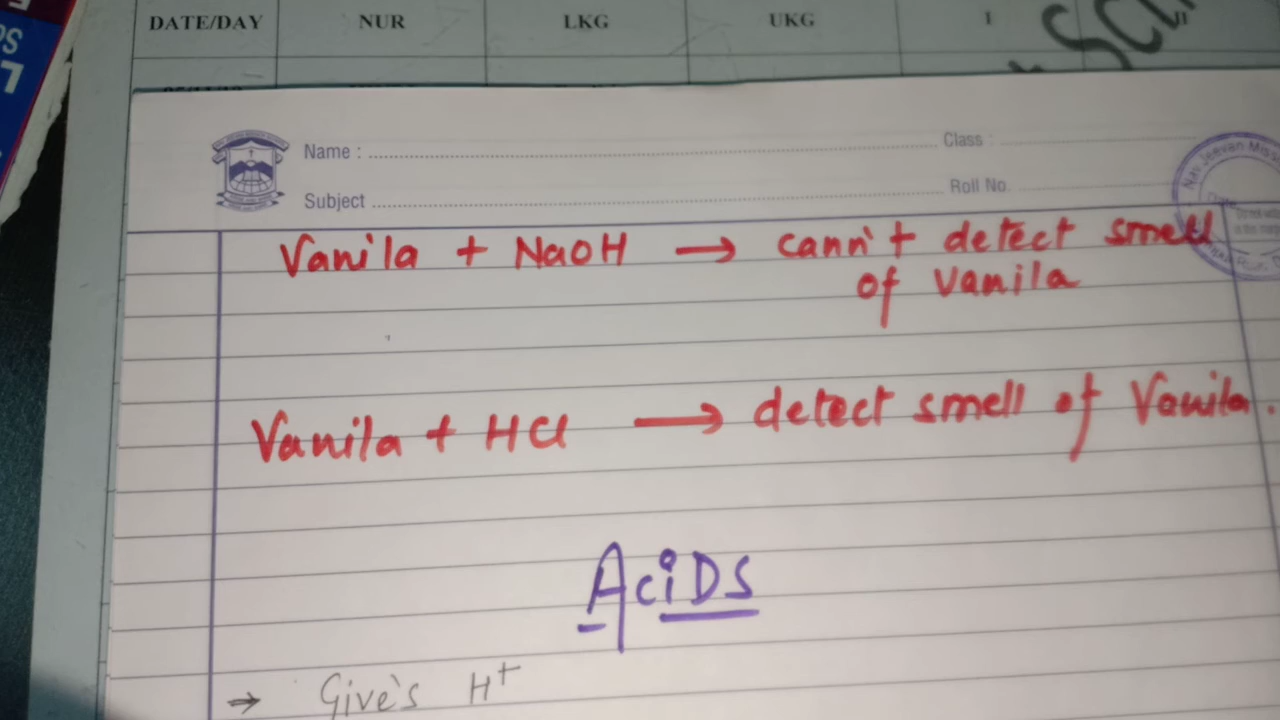 DATE/DAY NUR LKG UKG I II
Name : Class :
Subject Roll No.
Vanila + NaOH → cann't detect smell
of vanila
Vanila + HCl → detect smell of Vanila.
AciDS
→ Give's H+